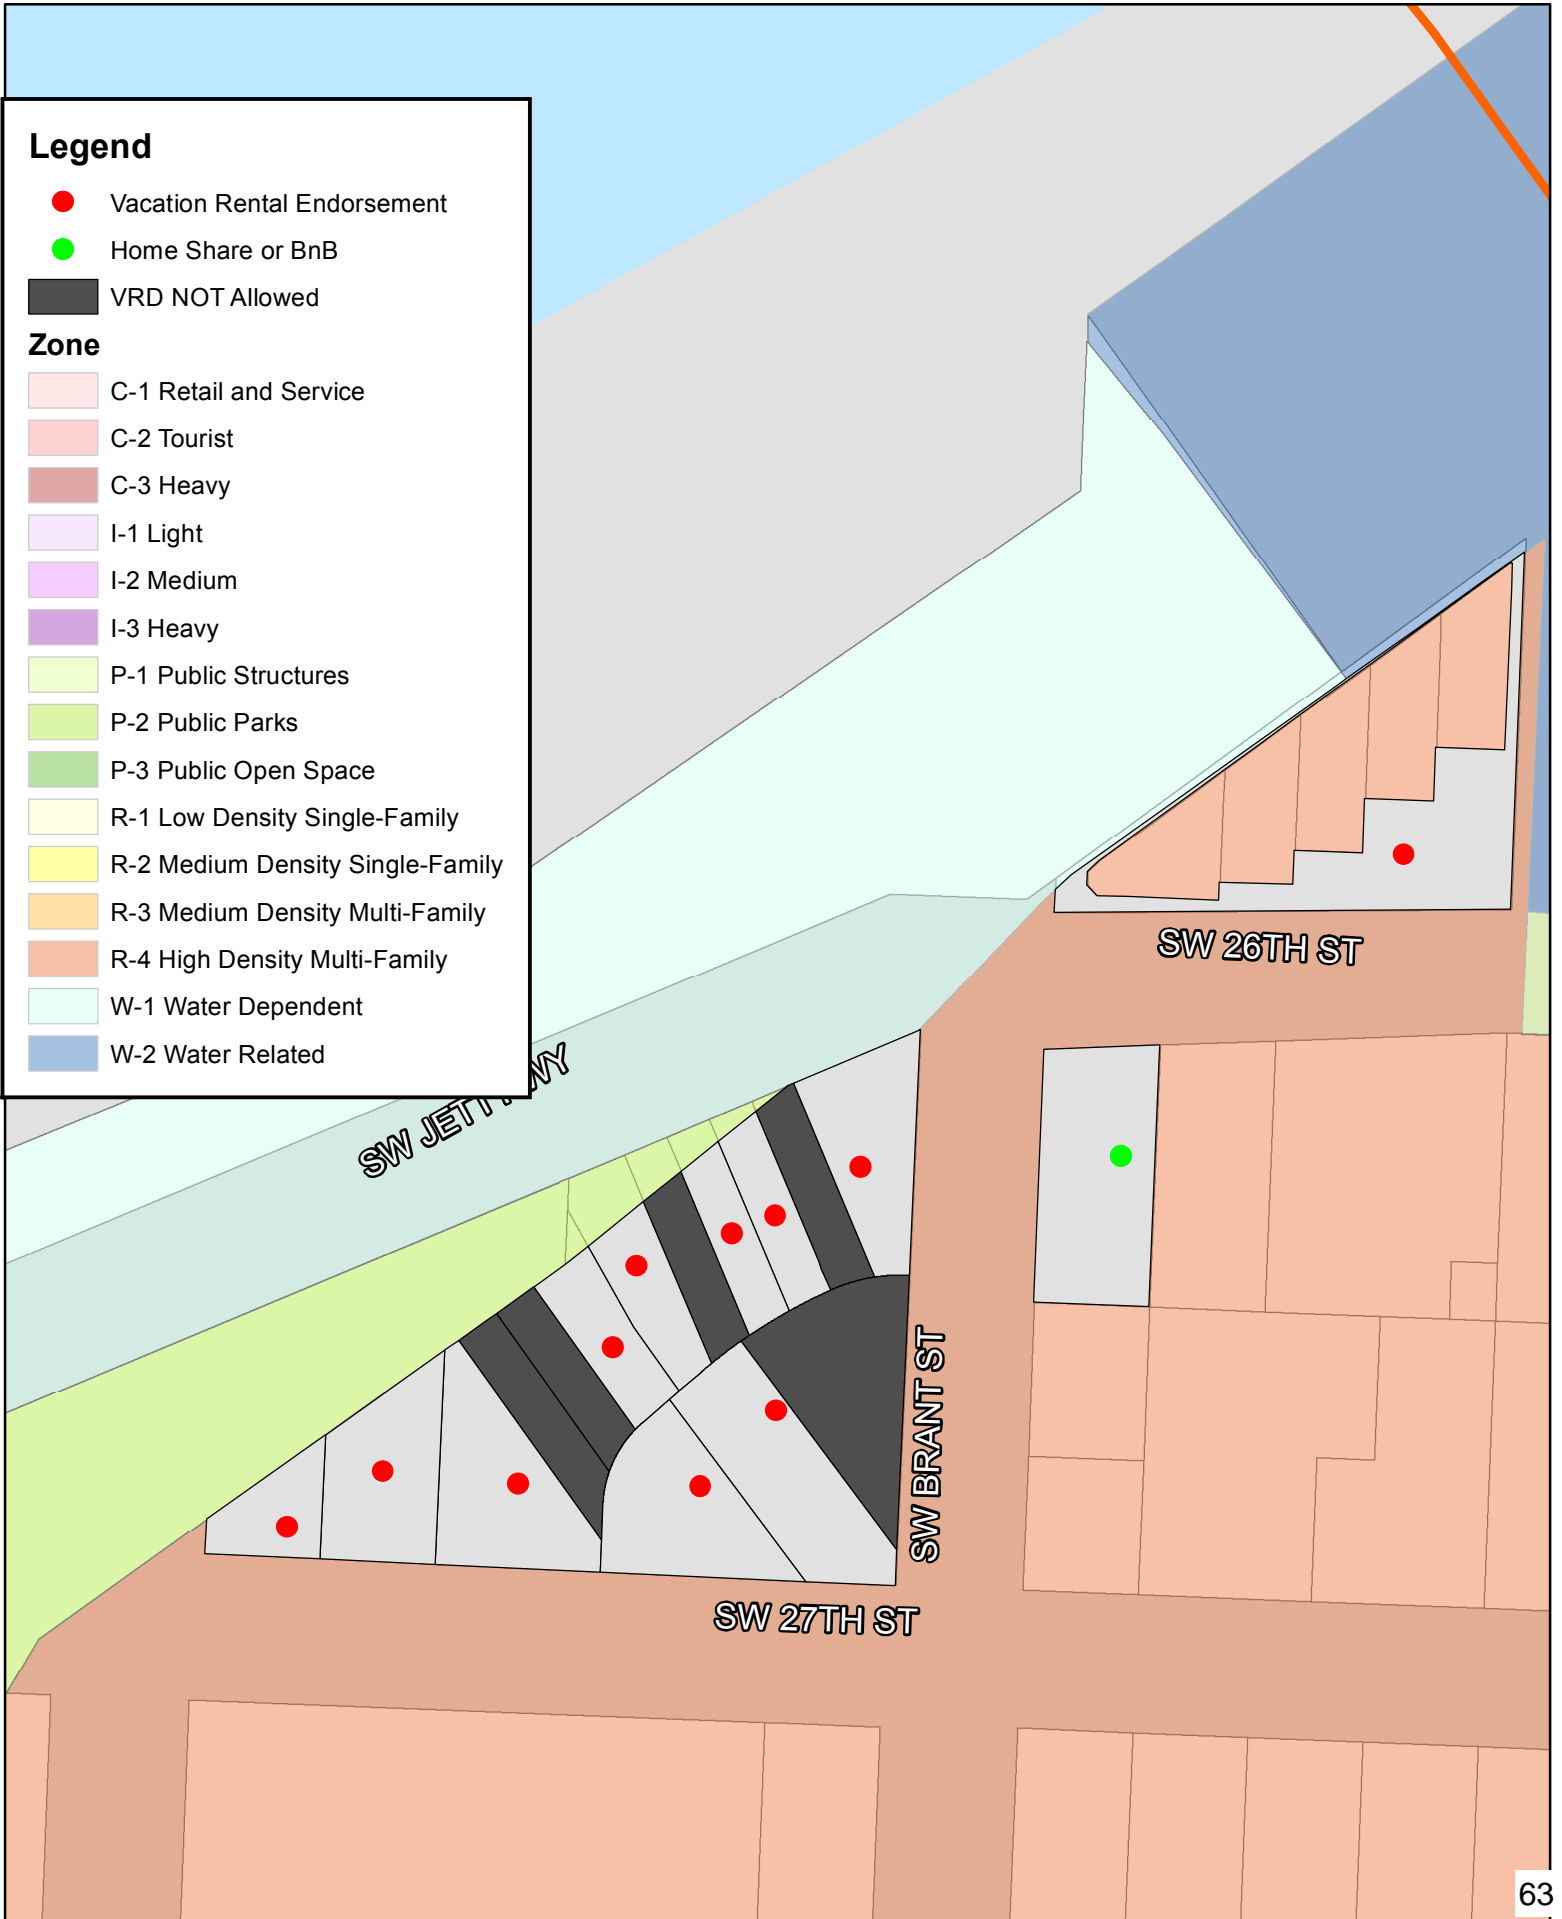 Legend
Vacation Rental Endorsement
Home Share or BnB
VRD NOT Allowed
Zone
C-1 Retail and Service
C-2 Tourist
C-3 Heavy
I-1 Light
I-2 Medium
I-3 Heavy
P-1 Public Structures
P-2 Public Parks
P-3 Public Open Space
R-1 Low Density Single-Family
R-2 Medium Density Single-Family
R-3 Medium Density Multi-Family
R-4 High Density Multi-Family
W-1 Water Dependent
W-2 Water Related
SW 26TH ST
SW
SW BRANT ST
SW 27TH ST
63